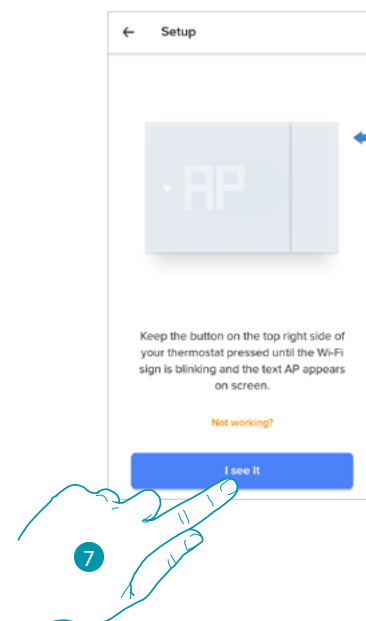 Setup
AP
Keep the button on the top right side of
your thermostat pressed until the Wi-Fi
sign is blinking and the text AP appears
on screen.
Not working?
I see it
7